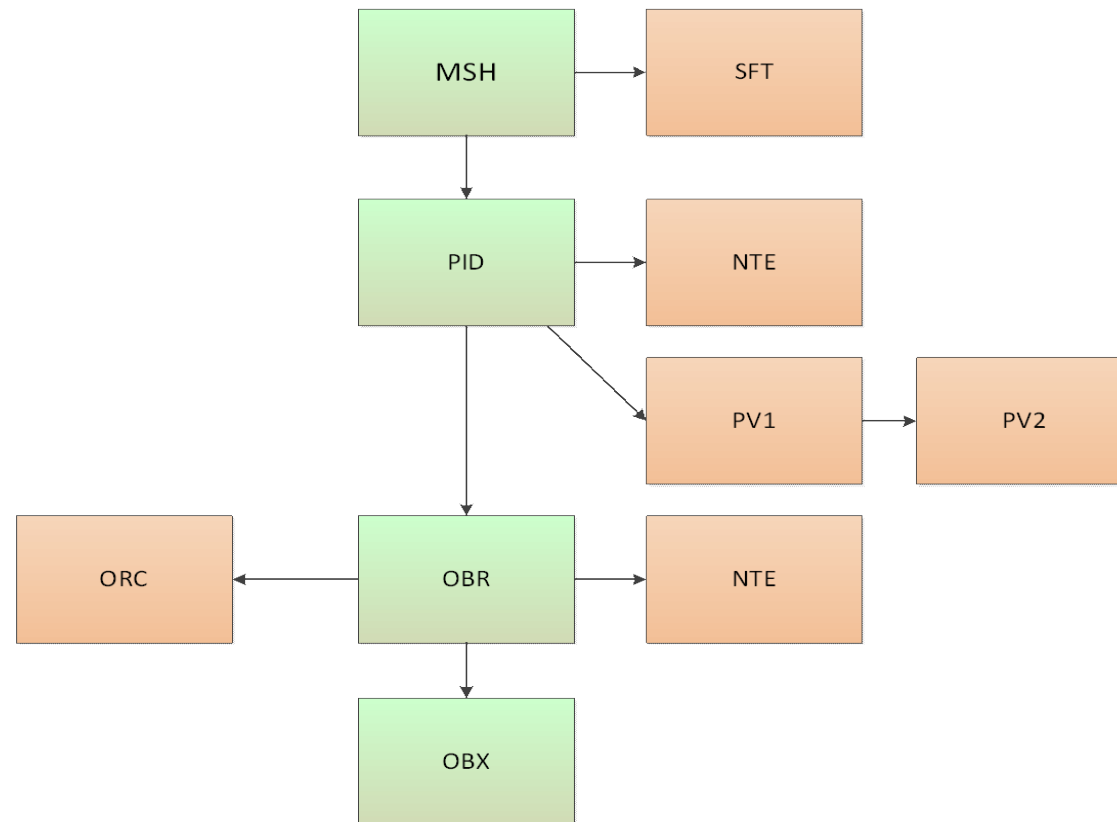 MSH
SFT
PID
NTE
PV1
PV2
ORC
OBR
NTE
OBX